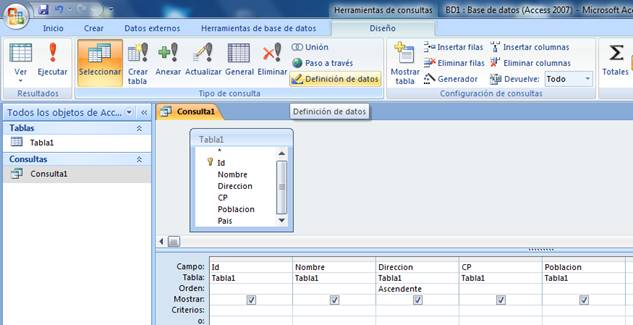 Herramientas de consultas BD1 : Base de datos (Access 2007) - Microsoft Acce
Inicio Crear Datos externos Herramientas de base de datos Diseño
Ver Ejecutar
Resultados
Seleccionar Crear tabla Anexar Actualizar General Eliminar
Unión
Paso a través
Definición de datos
Tipo de consulta
Mostrar tabla
Insertar filas
Eliminar filas
Generador
Insertar columnas
Eliminar columnas
Devuelve: Todo
Configuración de consultas
Σ
Totales
Todos los objetos de Acc...
Tablas
Tabla1
Consultas
Consulta1
Consulta1
Definición de datos
Tabla1
*
Id
Nombre
Direccion
CP
Poblacion
Pais
Campo: Id Nombre Direccion CP Poblacion
Tabla: Tabla1 Tabla1 Tabla1 Tabla1 Tabla1
Orden: Ascendente
Mostrar:
Criterios:
o: